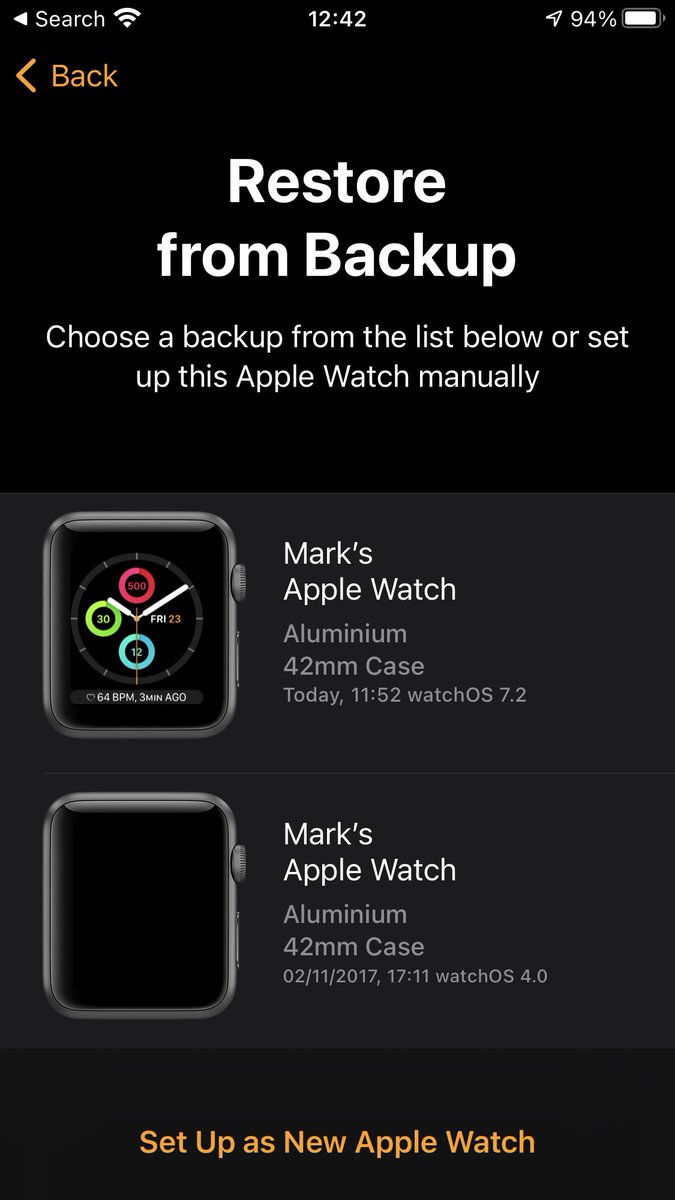 Search 12:42 94%
Back
Restore
from Backup
Choose a backup from the list below or set
up this Apple Watch manually
500
30 FRI 23
12
64 BPM, 3MIN AGO
Mark’s
Apple Watch
Aluminium
42mm Case
Today, 11:52 watchOS 7.2
Mark’s
Apple Watch
Aluminium
42mm Case
02/11/2017, 17:11 watchOS 4.0
Set Up as New Apple Watch